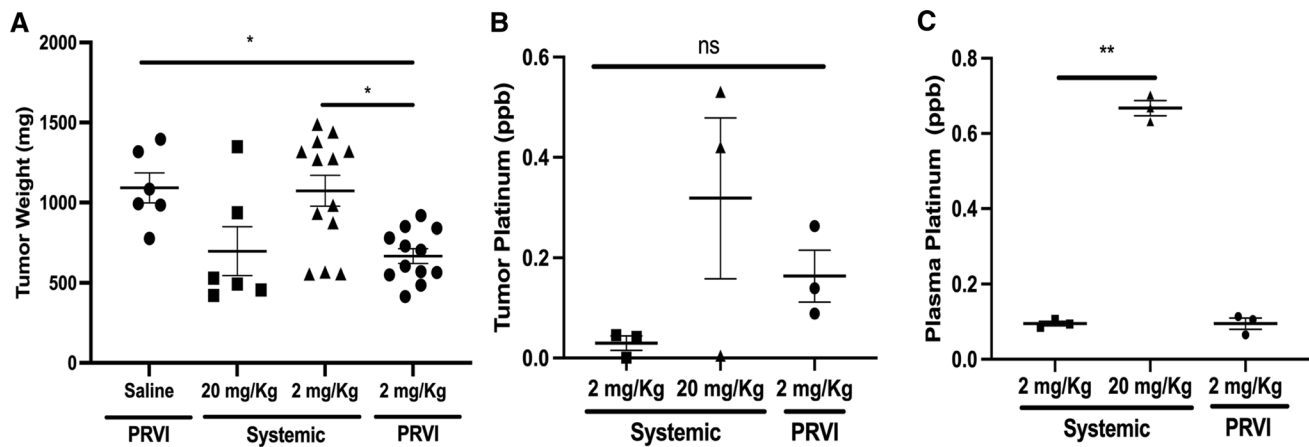 A
Tumor Weight (mg)
2000
1500
1000
500
0
*
*
Saline
20 mg/Kg
2 mg/Kg
2 mg/Kg
PRVI
Systemic
PRVI
B
Tumor Platinum (ppb)
0.6
0.4
0.2
0.0
ns
2 mg/Kg
20 mg/Kg
2 mg/Kg
Systemic
PRVI
C
Plasma Platinum (ppb)
0.8
0.6
0.4
0.2
0.0
**
2 mg/Kg
20 mg/Kg
2 mg/Kg
Systemic
PRVI